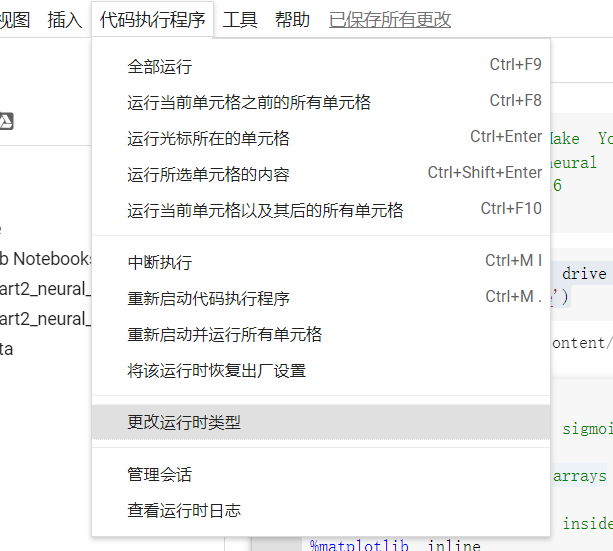 视图 插入 代码执行程序 工具 帮助 已保存所有更改
全部运行 Ctrl+F9
运行当前单元格之前的所有单元格 Ctrl+F8
运行光标所在的单元格 Ctrl+Enter
运行所选单元格的内容 Ctrl+Shift+Enter
运行当前单元格以及其后的所有单元格 Ctrl+F10
中断执行 Ctrl+M I
重新启动代码执行程序 Ctrl+M .
重新启动并运行所有单元格
将该运行时恢复出厂设置
更改运行时类型
管理会话
查看运行时日志
b Notebooks
art2_neural_
art2_neural_
ta
Make Yo
neural
6
drive
')
ontent/
sigmoi
arrays
inside
%matplotlib inline